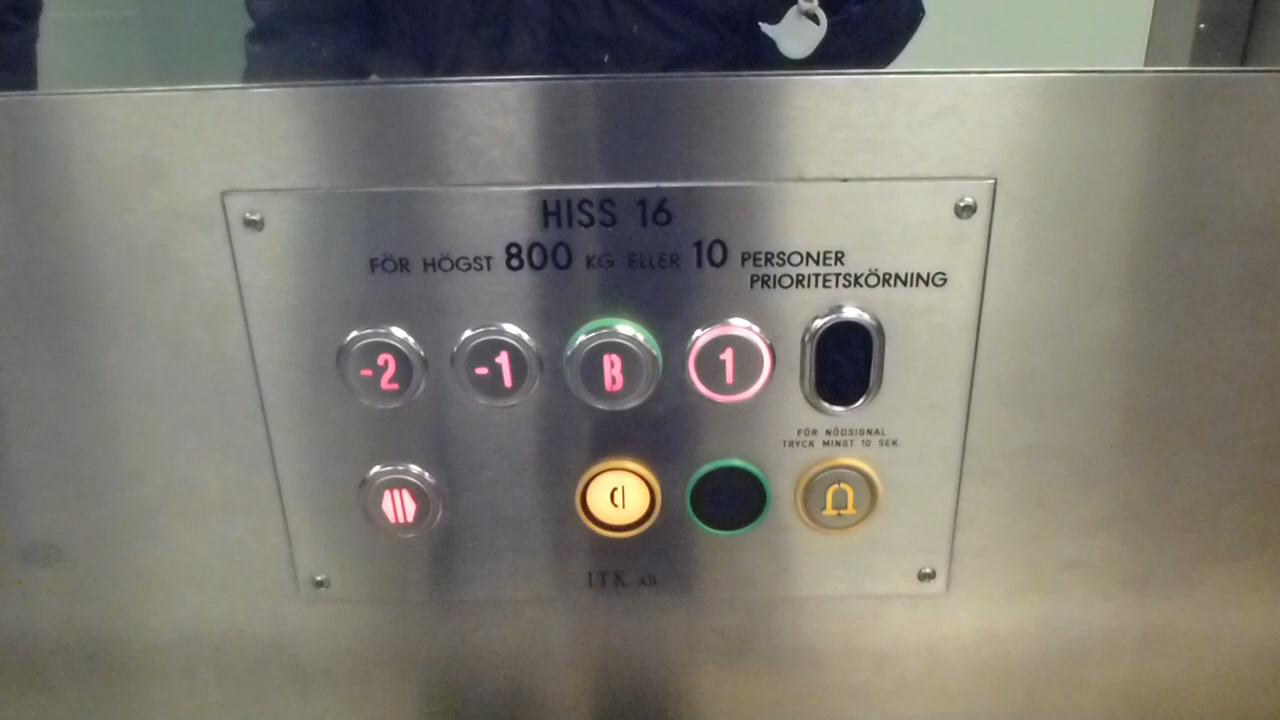 HISS 16
FÖR HÖGST 800 KG ELLER 10 PERSONER
PRIORITETSKÖRNING
-2 -1 B 1
FÖR NÖDSIGNAL
TRYCK MINST 10 SEK.
ITK AB